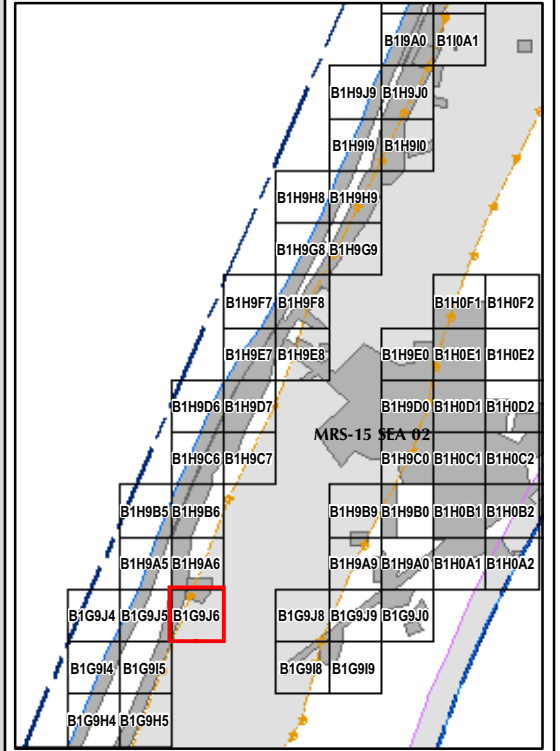 B1I9A0 B1I0A1
B1H9J9 B1H9J0
B1H9I9 B1H9I0
B1H9H8 B1H9H9
B1H9G8 B1H9G9
B1H9F7 B1H9F8 B1H0F1 B1H0F2
B1H9E7 B1H9E8 B1H9E0 B1H0E1 B1H0E2
B1H9D6 B1H9D7 B1H9D0 B1H0D1 B1H0D2
MRS-15 SEA 02
B1H9C6 B1H9C7 B1H9C0 B1H0C1 B1H0C2
B1H9B5 B1H9B6 B1H9B9 B1H9B0 B1H0B1 B1H0B2
B1H9A5 B1H9A6 B1H9A9 B1H9A0 B1H0A1 B1H0A2
B1G9J4 B1G9J5 B1G9J6 B1G9J8 B1G9J9 B1G9J0
B1G9I4 B1G9I5 B1G9I8 B1G9I9
B1G9H4 B1G9H5